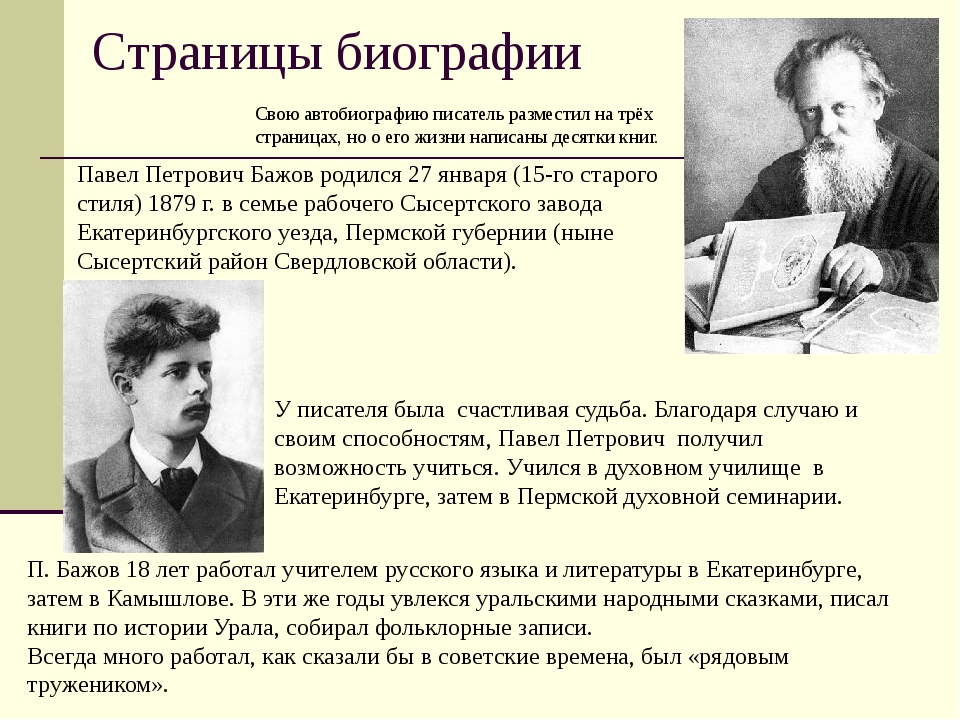 Страницы биографии
Свою автобиографию писатель разместил на трёх
страницах, но о его жизни написаны десятки книг.
Павел Петрович Бажов родился 27 января (15-го старого
стиля) 1879 г. в семье рабочего Сысертского завода
Екатеринбургского уезда, Пермской губернии (ныне
Сысертский район Свердловской области).
У писателя была  счастливая судьба. Благодаря случаю и
своим способностям, Павел Петрович  получил
возможность учиться. Учился в духовном училище  в
Екатеринбурге, затем в Пермской духовной семинарии.
П. Бажов 18 лет работал учителем русского языка и литературы в Екатеринбурге,
затем в Камышлове. В эти же годы увлекся уральскими народными сказками, писал
книги по истории Урала, собирал фольклорные записи.
Всегда много работал, как сказали бы в советские времена, был «рядовым
тружеником».